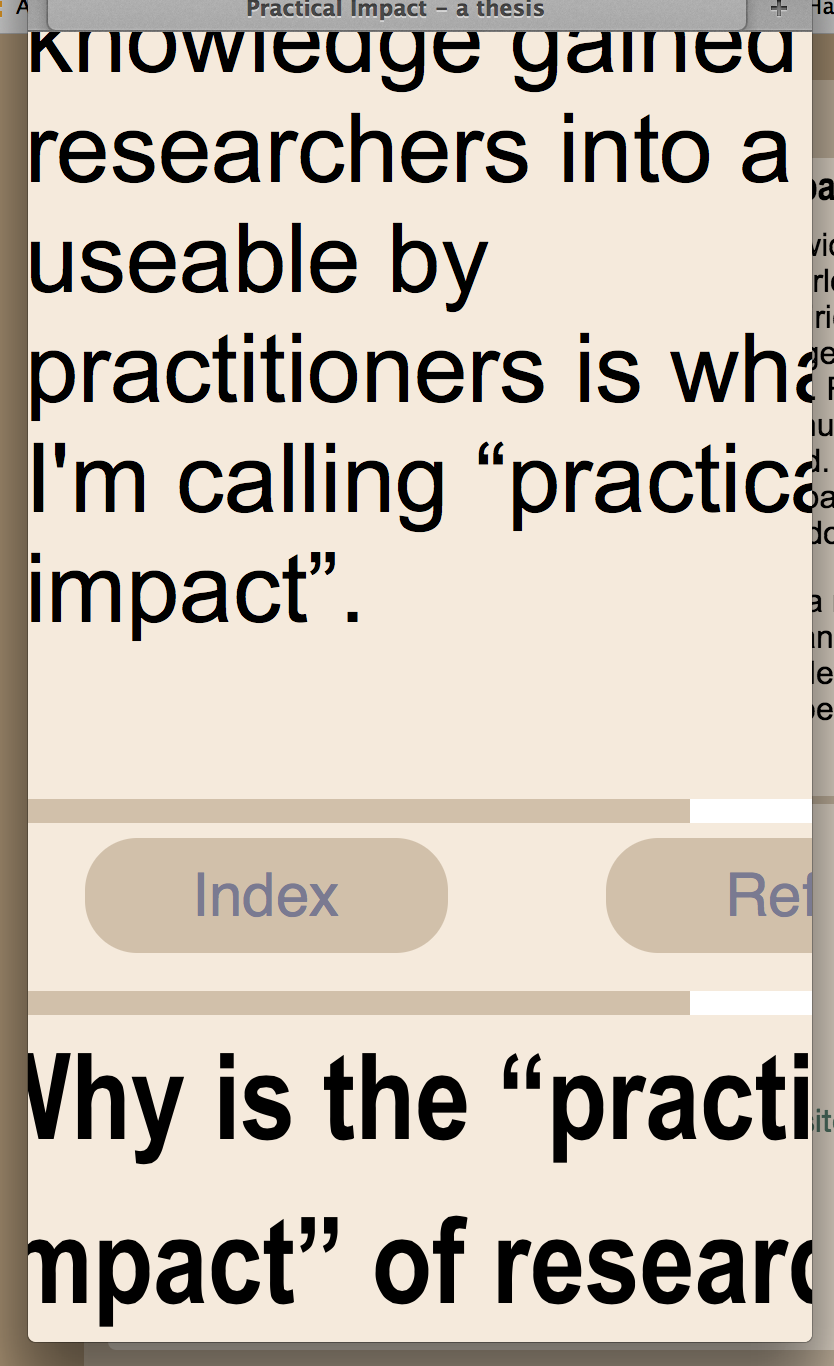 Practical Impact – a thesis
knowledge gained
researchers into a
useable by
practitioners is wha
I'm calling “practica
impact”.
Index
Ref
Why is the “practi
mpact” of researc